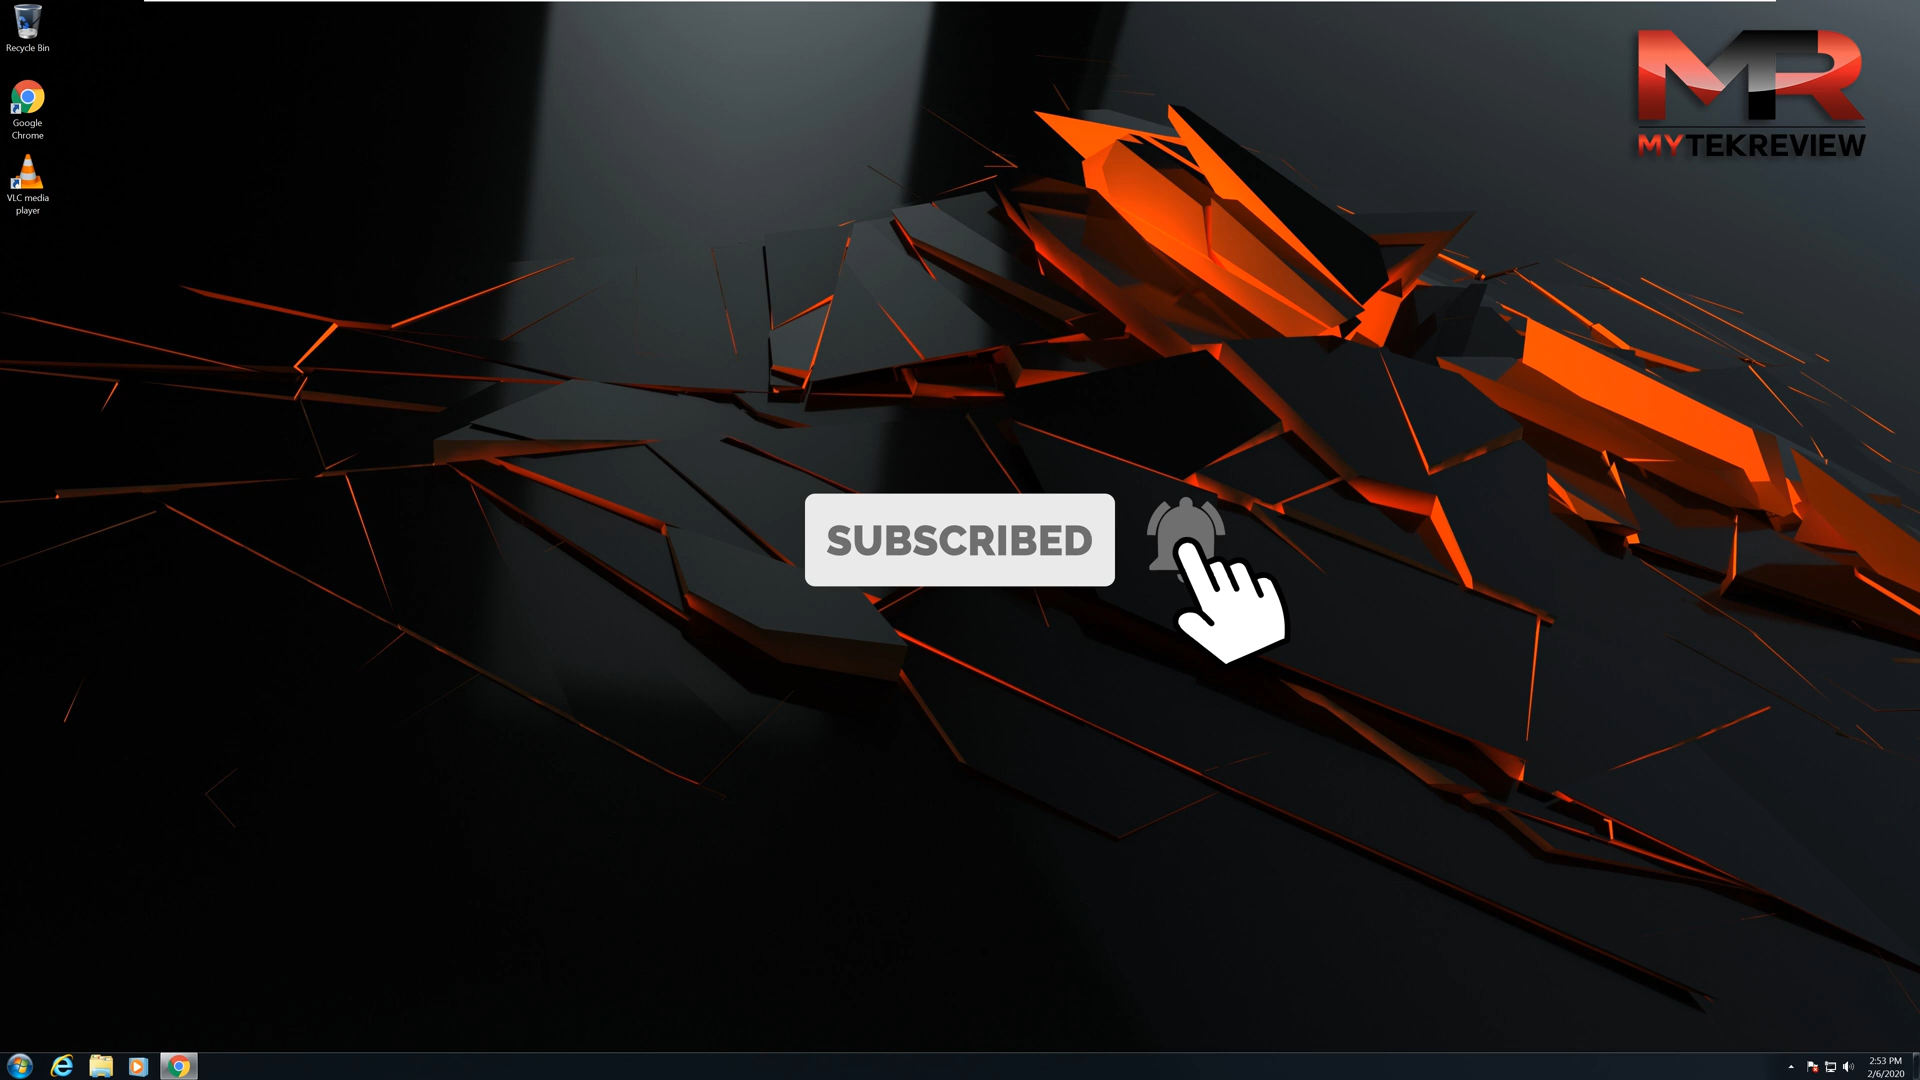 Recycle Bin
Google
Chrome
VLC media
player
MR
MYTEKREVIEW
SUBSCRIBED
2:53 PM
2/6/2020